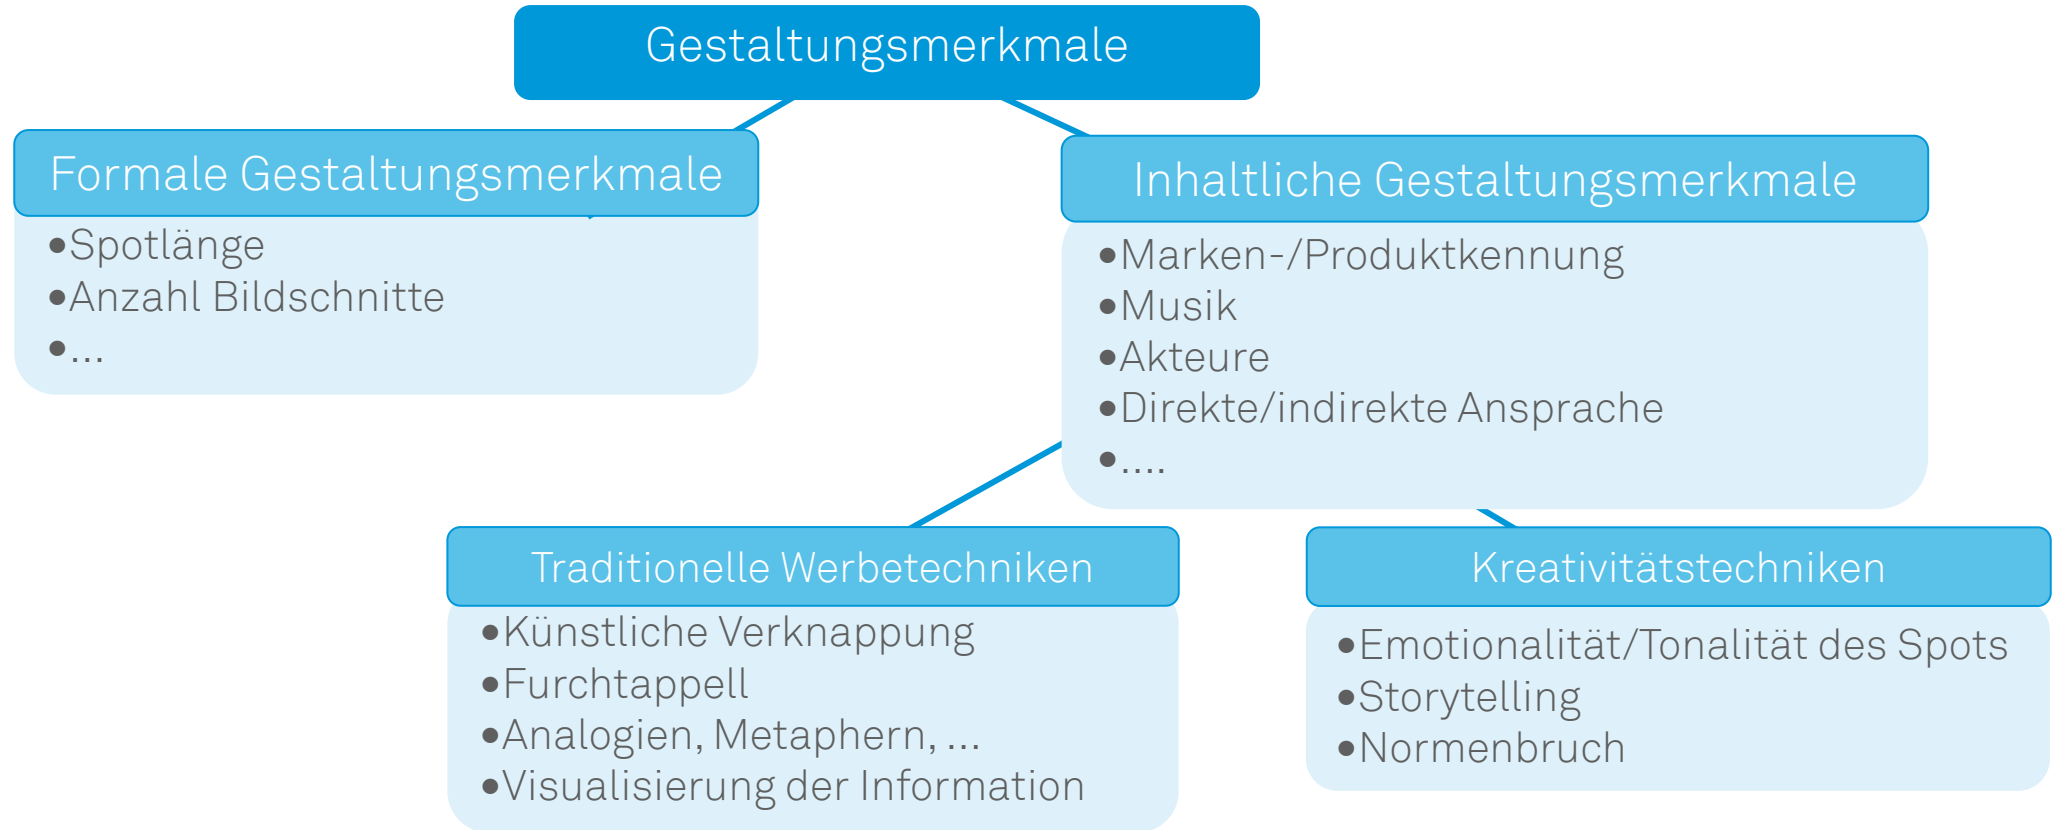 Gestaltungsmerkmale
Formale Gestaltungsmerkmale
•Spotlänge
•Anzahl Bildschnitte
•...
Inhaltliche Gestaltungsmerkmale
•Marken-/Produktkennung
•Musik
•Akteure
•Direkte/indirekte Ansprache
•....
Traditionelle Werbetechniken
•Künstliche Verknappung
•Furchtappell
•Analogien, Metaphern, ...
•Visualisierung der Information
Kreativitätstechniken
•Emotionalität/Tonalität des Spots
•Storytelling
•Normenbruch